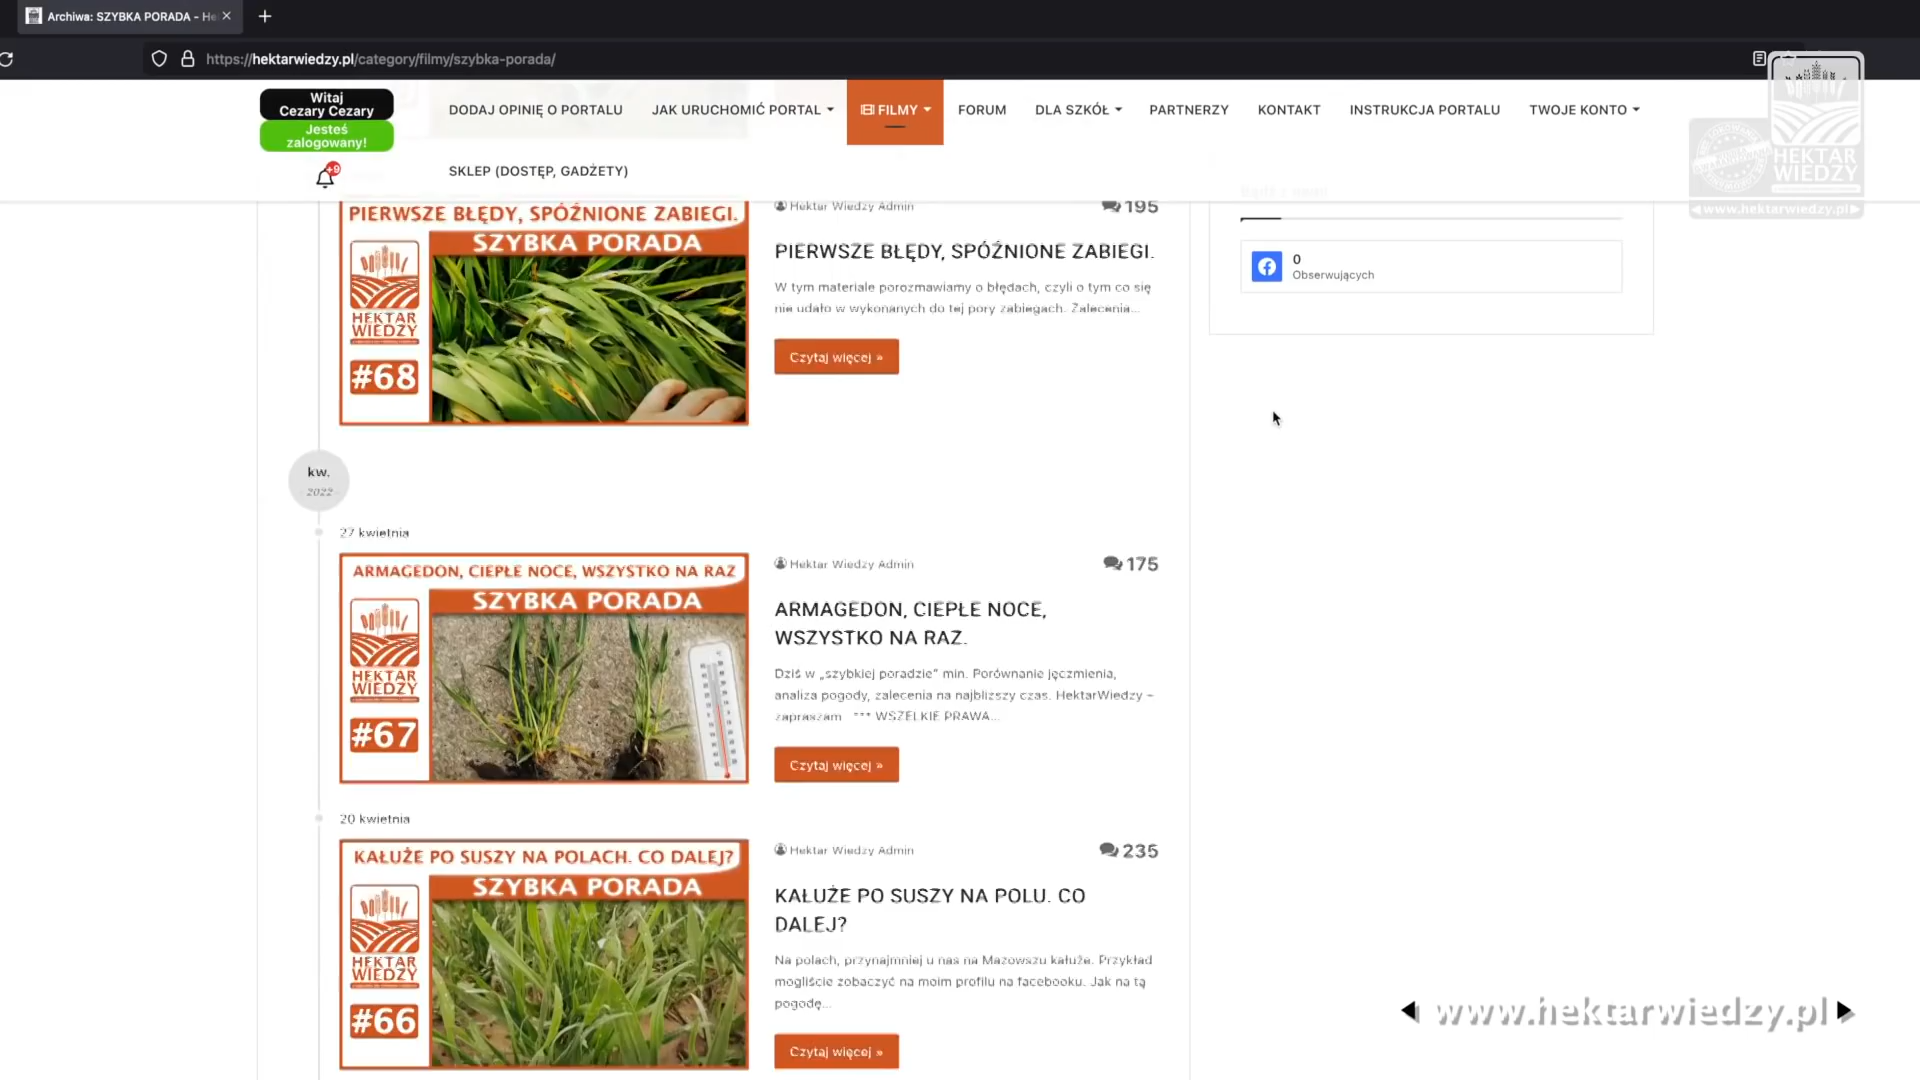 Archiwa: SZYBKA PORADA - He
https://hektarwiedzy.pl/category/filmy/szybka-porada/
Witaj
Cezary Cezary
Jesteś
zalogowany!
+9
DODAJ OPINIĘ O PORTALU
JAK URUCHOMIĆ PORTAL
FILMY
FORUM
DLA SZKÓŁ
PARTNERZY
KONTAKT
INSTRUKCJA PORTALU
TWOJE KONTO
SKLEP (DOSTĘP, GADŻETY)
HEKTAR
WIEDZY
www.hektarwiedzy.pl
PIERWSZE BŁĘDY, SPÓŹNIONE ZABIEGI.
SZYBKA PORADA
HEKTAR
WIEDZY
#68
Hektar Wiedzy Admin
195
PIERWSZE BŁĘDY, SPÓŹNIONE ZABIEGI.
W tym materiale porozmawiamy o błędach, czyli o tym co się
nie udało w wykonanych do tej pory zabiegach. Zalecenia...
Czytaj więcej »
0
Obserwujących
kw.
2022
27 kwietnia
ARMAGEDON, CIEPŁE NOCE, WSZYSTKO NA RAZ
SZYBKA PORADA
HEKTAR
WIEDZY
#67
Hektar Wiedzy Admin
175
ARMAGEDON, CIEPŁE NOCE,
WSZYSTKO NA RAZ.
Dziś w „szybkiej poradzie” min. Porównanie jęczmienia,
analiza pogody, zalecenia na najbliższy czas. HektarWiedzy –
zapraszam *** WSZELKIE PRAWA...
Czytaj więcej »
20 kwietnia
KAŁUŻE PO SUSZY NA POLACH. CO DALEJ?
SZYBKA PORADA
HEKTAR
WIEDZY
#66
Hektar Wiedzy Admin
235
KAŁUŻE PO SUSZY NA POLU. CO
DALEJ?
Na polach, przynajmniej u nas na Mazowszu kałuże. Przykład
mogliście zobaczyć na moim profilu na facebooku. Jak na tą
pogodę...
Czytaj więcej »
www.hektarwiedzy.pl